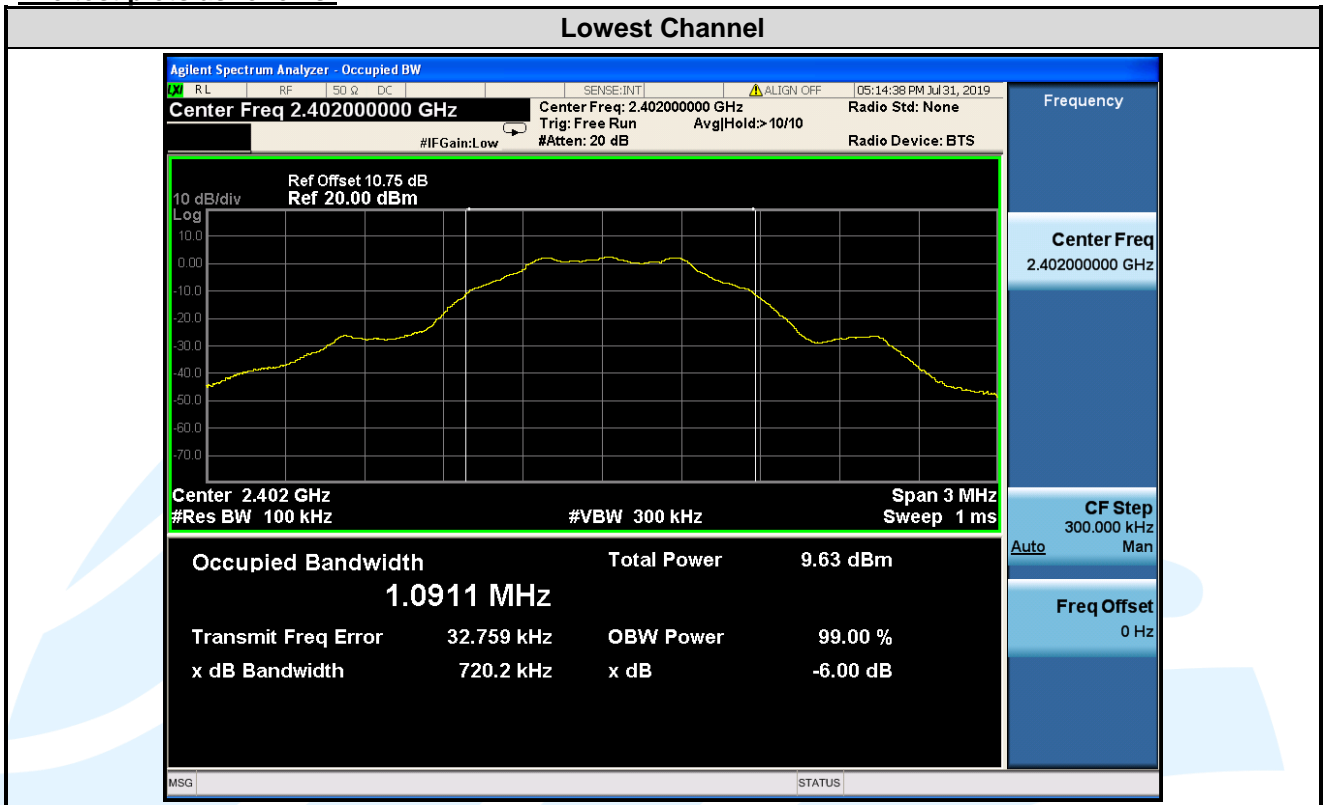 Lowest Channel
Agilent Spectrum Analyzer - Occupied BW
LXI RL RF 50 Ω DC SENSE:INT ALIGN OFF 05:14:38 PM Jul 31, 2019
Center Freq 2.402000000 GHz
Center Freq: 2.402000000 GHz
Radio Std: None
Trig: Free Run Avg|Hold:>10/10
#IFGain:Low
#Atten: 20 dB
Radio Device: BTS
Frequency
Ref Offset 10.75 dB
10 dB/div Ref 20.00 dBm
Log
10.0
0.00
-10.0
-20.0
-30.0
-40.0
-50.0
-60.0
-70.0
Center 2.402 GHz Span 3 MHz
#Res BW 100 kHz #VBW 300 kHz Sweep 1 ms
Center Freq
2.402000000 GHz
CF Step
300.000 kHz
Auto Man
Freq Offset
0 Hz
Occupied Bandwidth Total Power 9.63 dBm
1.0911 MHz
Transmit Freq Error 32.759 kHz OBW Power 99.00 %
x dB Bandwidth 720.2 kHz x dB -6.00 dB
MSG STATUS